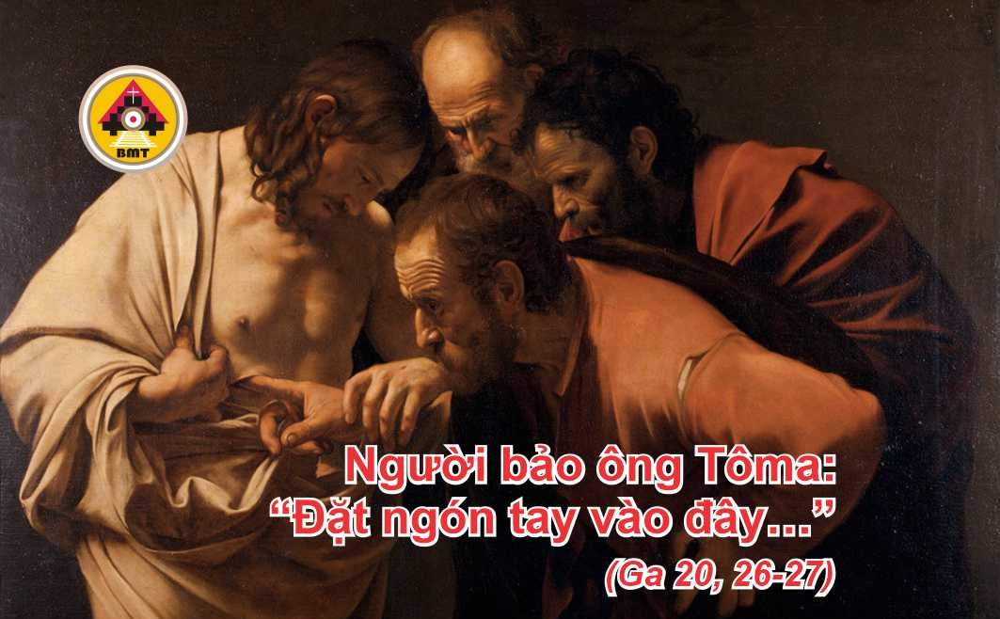 BMT
Người bảo ông Tôma:
“Đặt ngón tay vào đây...”
(Ga 20, 26-27)